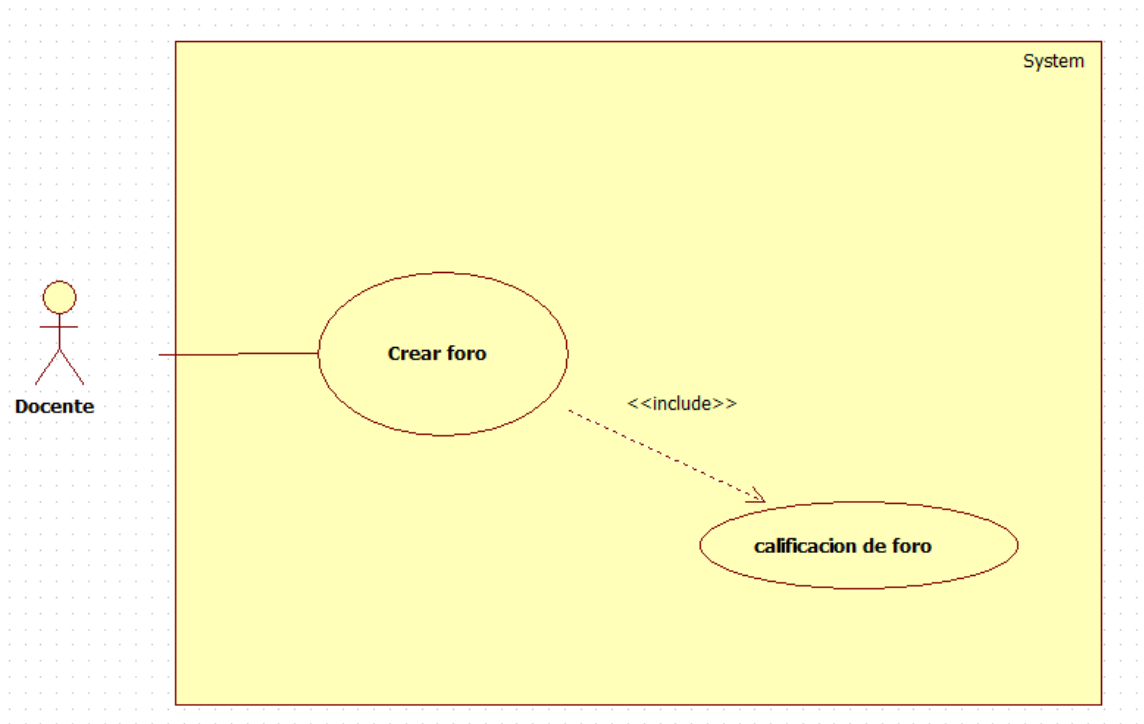 System
Crear foro
<<include>>
Docente
calificacion de foro